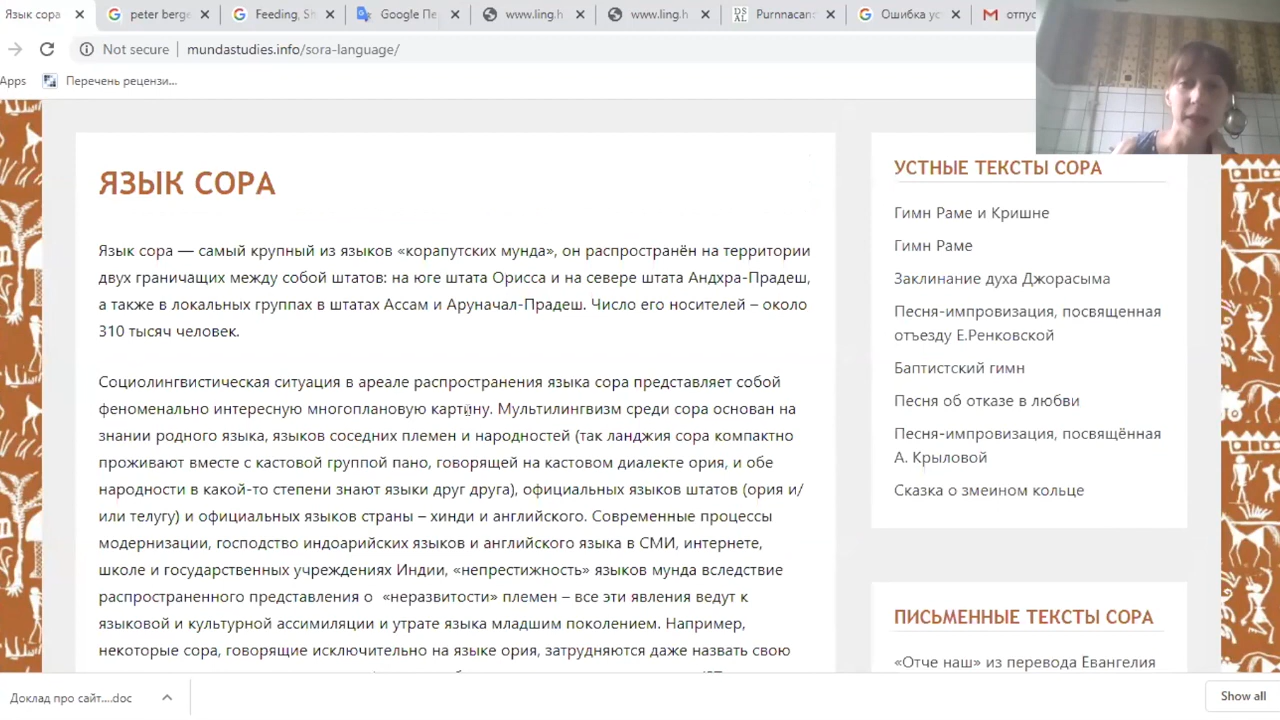 Язык сора
peter berge
Feeding, Sh
Google Пе
www.ling.h
www.ling.h
DS
AL
Purnnacan
Ошибка ус
отпус
Not secure
mundastudies.info/sora-language/
Apps
Перечень рецензи...
ЯЗЫК СОРА
Язык сора — самый крупный из языков «корапутских мунда», он распространён на территории
двух граничащих между собой штатов: на юге штата Орисса и на севере штата Андхра-Прадеш,
а также в локальных группах в штатах Ассам и Аруначал-Прадеш. Число его носителей – около
310 тысяч человек.
Социолингвистическая ситуация в ареале распространения языка сора представляет собой
феноменально интересную многоплановую картину. Мультилингвизм среди сора основан на
знании родного языка, языков соседних племен и народностей (так ланджия сора компактно
проживают вместе с кастовой группой пано, говорящей на кастовом диалекте ория, и обе
народности в какой-то степени знают языки друг друга), официальных языков штатов (ория и/
или телугу) и официальных языков страны – хинди и английского. Современные процессы
модернизации, господство индоарийских языков и английского языка в СМИ, интернете,
школе и государственных учреждениях Индии, «непрестижность» языков мунда вследствие
распространенного представления о «неразвитости» племен – все эти явления ведут к
языковой и культурной ассимиляции и утрате языка младшим поколением. Например,
некоторые сора, говорящие исключительно на языке ория, затрудняются даже назвать свою
УСТНЫЕ ТЕКСТЫ СОРА
Гимн Раме и Кришне
Гимн Раме
Заклинание духа Джорасыма
Песня-импровизация, посвященная
отъезду Е.Ренковской
Баптистский гимн
Песня об отказе в любви
Песня-импровизация, посвящённая
А. Крыловой
Сказка о змеином кольце
ПИСЬМЕННЫЕ ТЕКСТЫ СОРА
«Отче наш» из перевода Евангелия
Доклад про сайт....doc
Show all